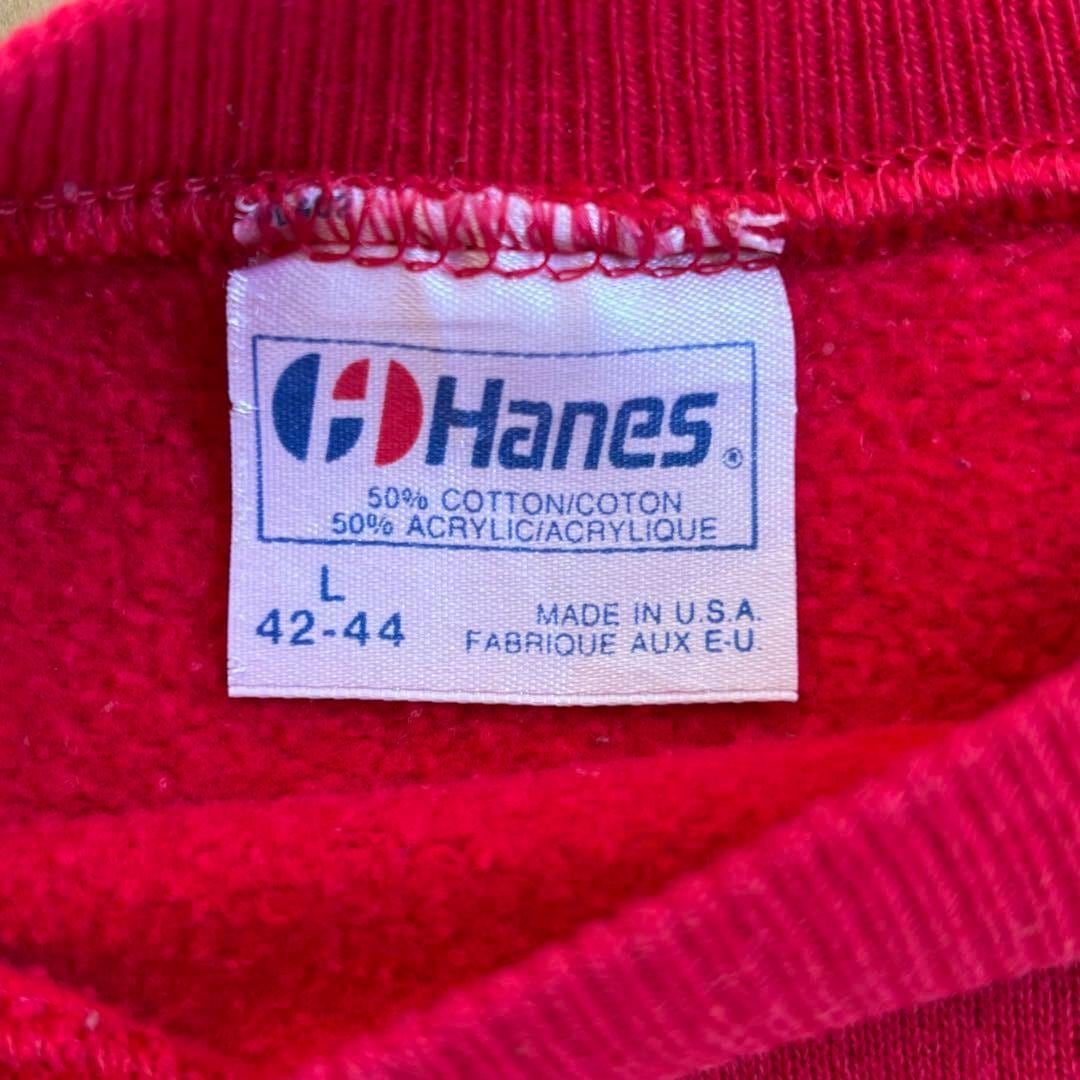 Hanes®
50% COTTON/COTON
50% ACRYLIC/ACRYLIQUE
L
42-44
MADE IN U.S.A.
FABRIQUE AUX E-U.